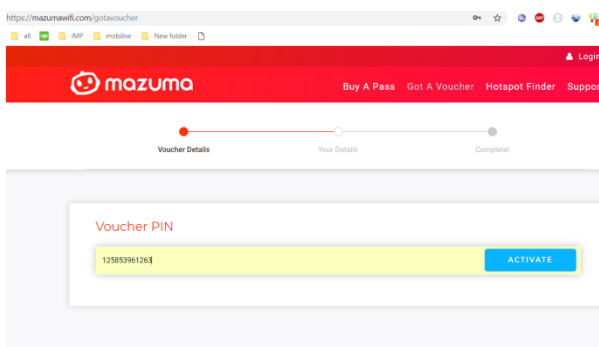 https://mazumawifi.com/gotavoucher
all Up IMP mobilise New folder
Login
mazuma Buy A Pass Got A Voucher Hotspot Finder Suppor
Voucher Details Your Details Complete!
Voucher PIN
125853961263 ACTIVATE